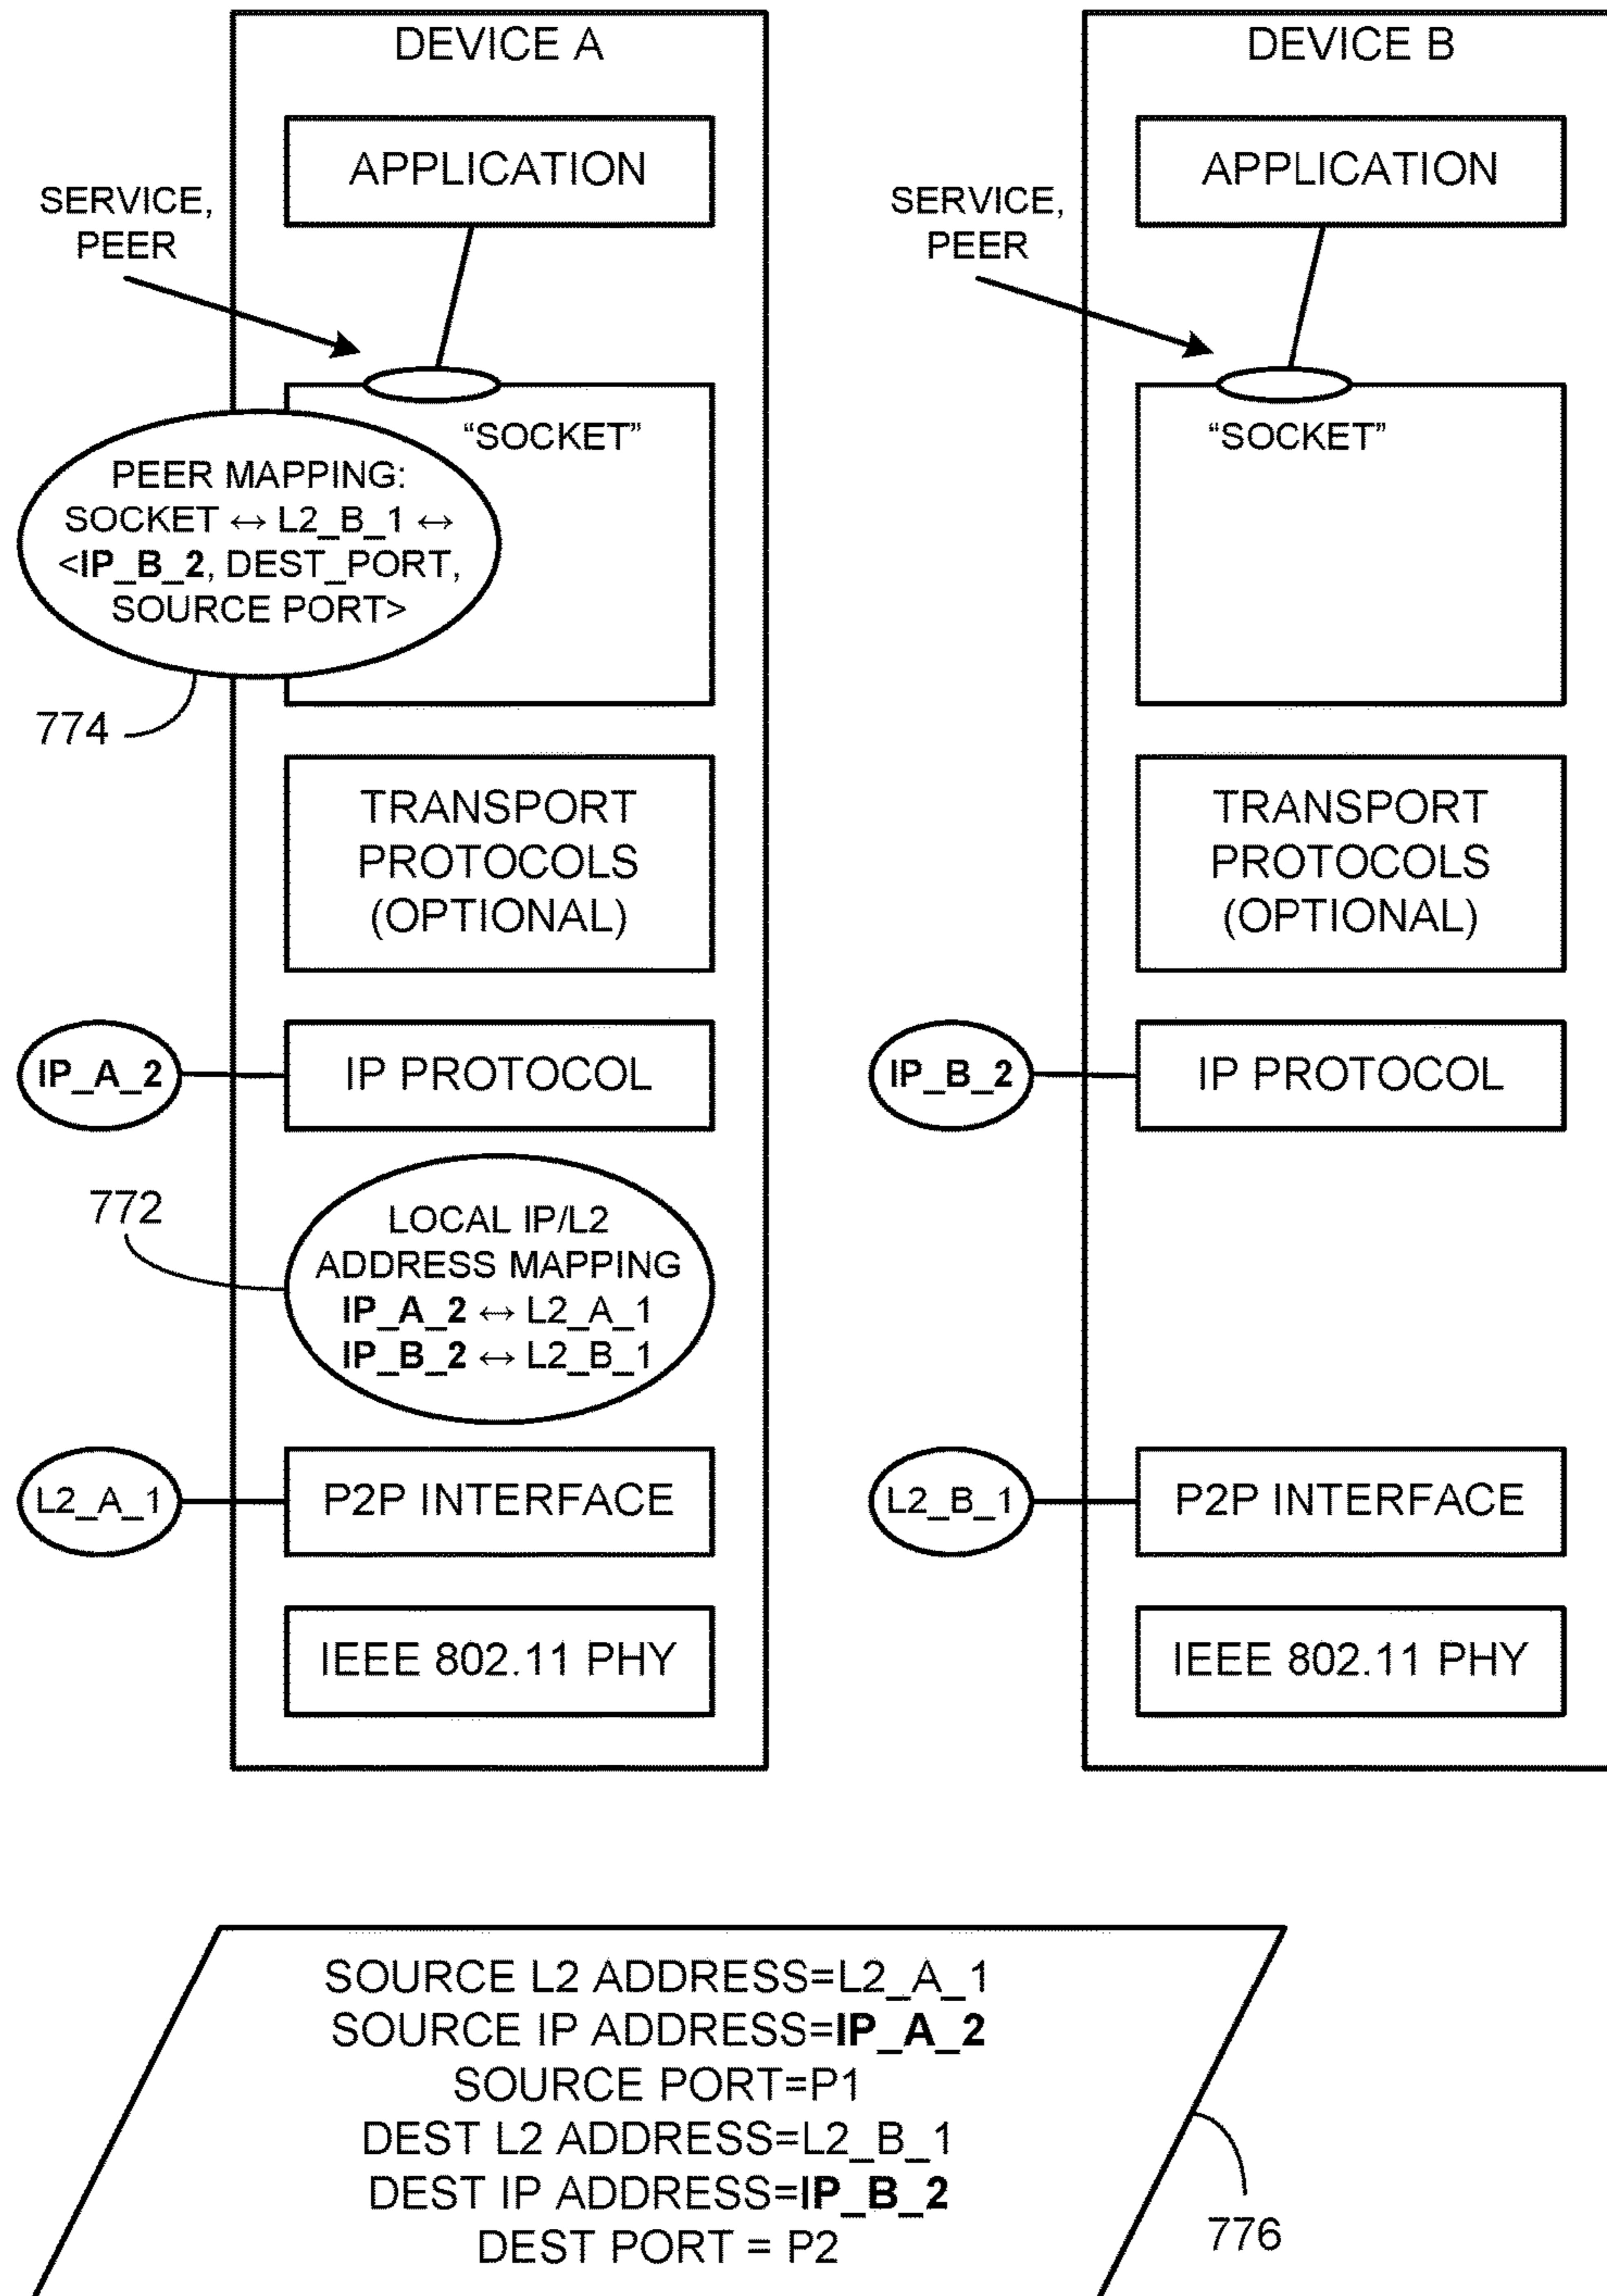 DEVICE A
APPLICATION
SERVICE,
PEER
"SOCKET"
PEER MAPPING:
SOCKET ↔ L2_B_1 ↔
<IP_B_2, DEST_PORT,
SOURCE PORT>
774
TRANSPORT
PROTOCOLS
(OPTIONAL)
IP_A_2
IP PROTOCOL
772
LOCAL IP/L2
ADDRESS MAPPING
IP_A_2 ↔ L2_A_1
IP_B_2 ↔ L2_B_1
L2_A_1
P2P INTERFACE
IEEE 802.11 PHY
DEVICE B
APPLICATION
SERVICE,
PEER
"SOCKET"
TRANSPORT
PROTOCOLS
(OPTIONAL)
IP_B_2
IP PROTOCOL
L2_B_1
P2P INTERFACE
IEEE 802.11 PHY
SOURCE L2 ADDRESS=L2_A_1
SOURCE IP ADDRESS=IP_A_2
SOURCE PORT=P1
DEST L2 ADDRESS=L2_B_1
DEST IP ADDRESS=IP_B_2
DEST PORT = P2
776